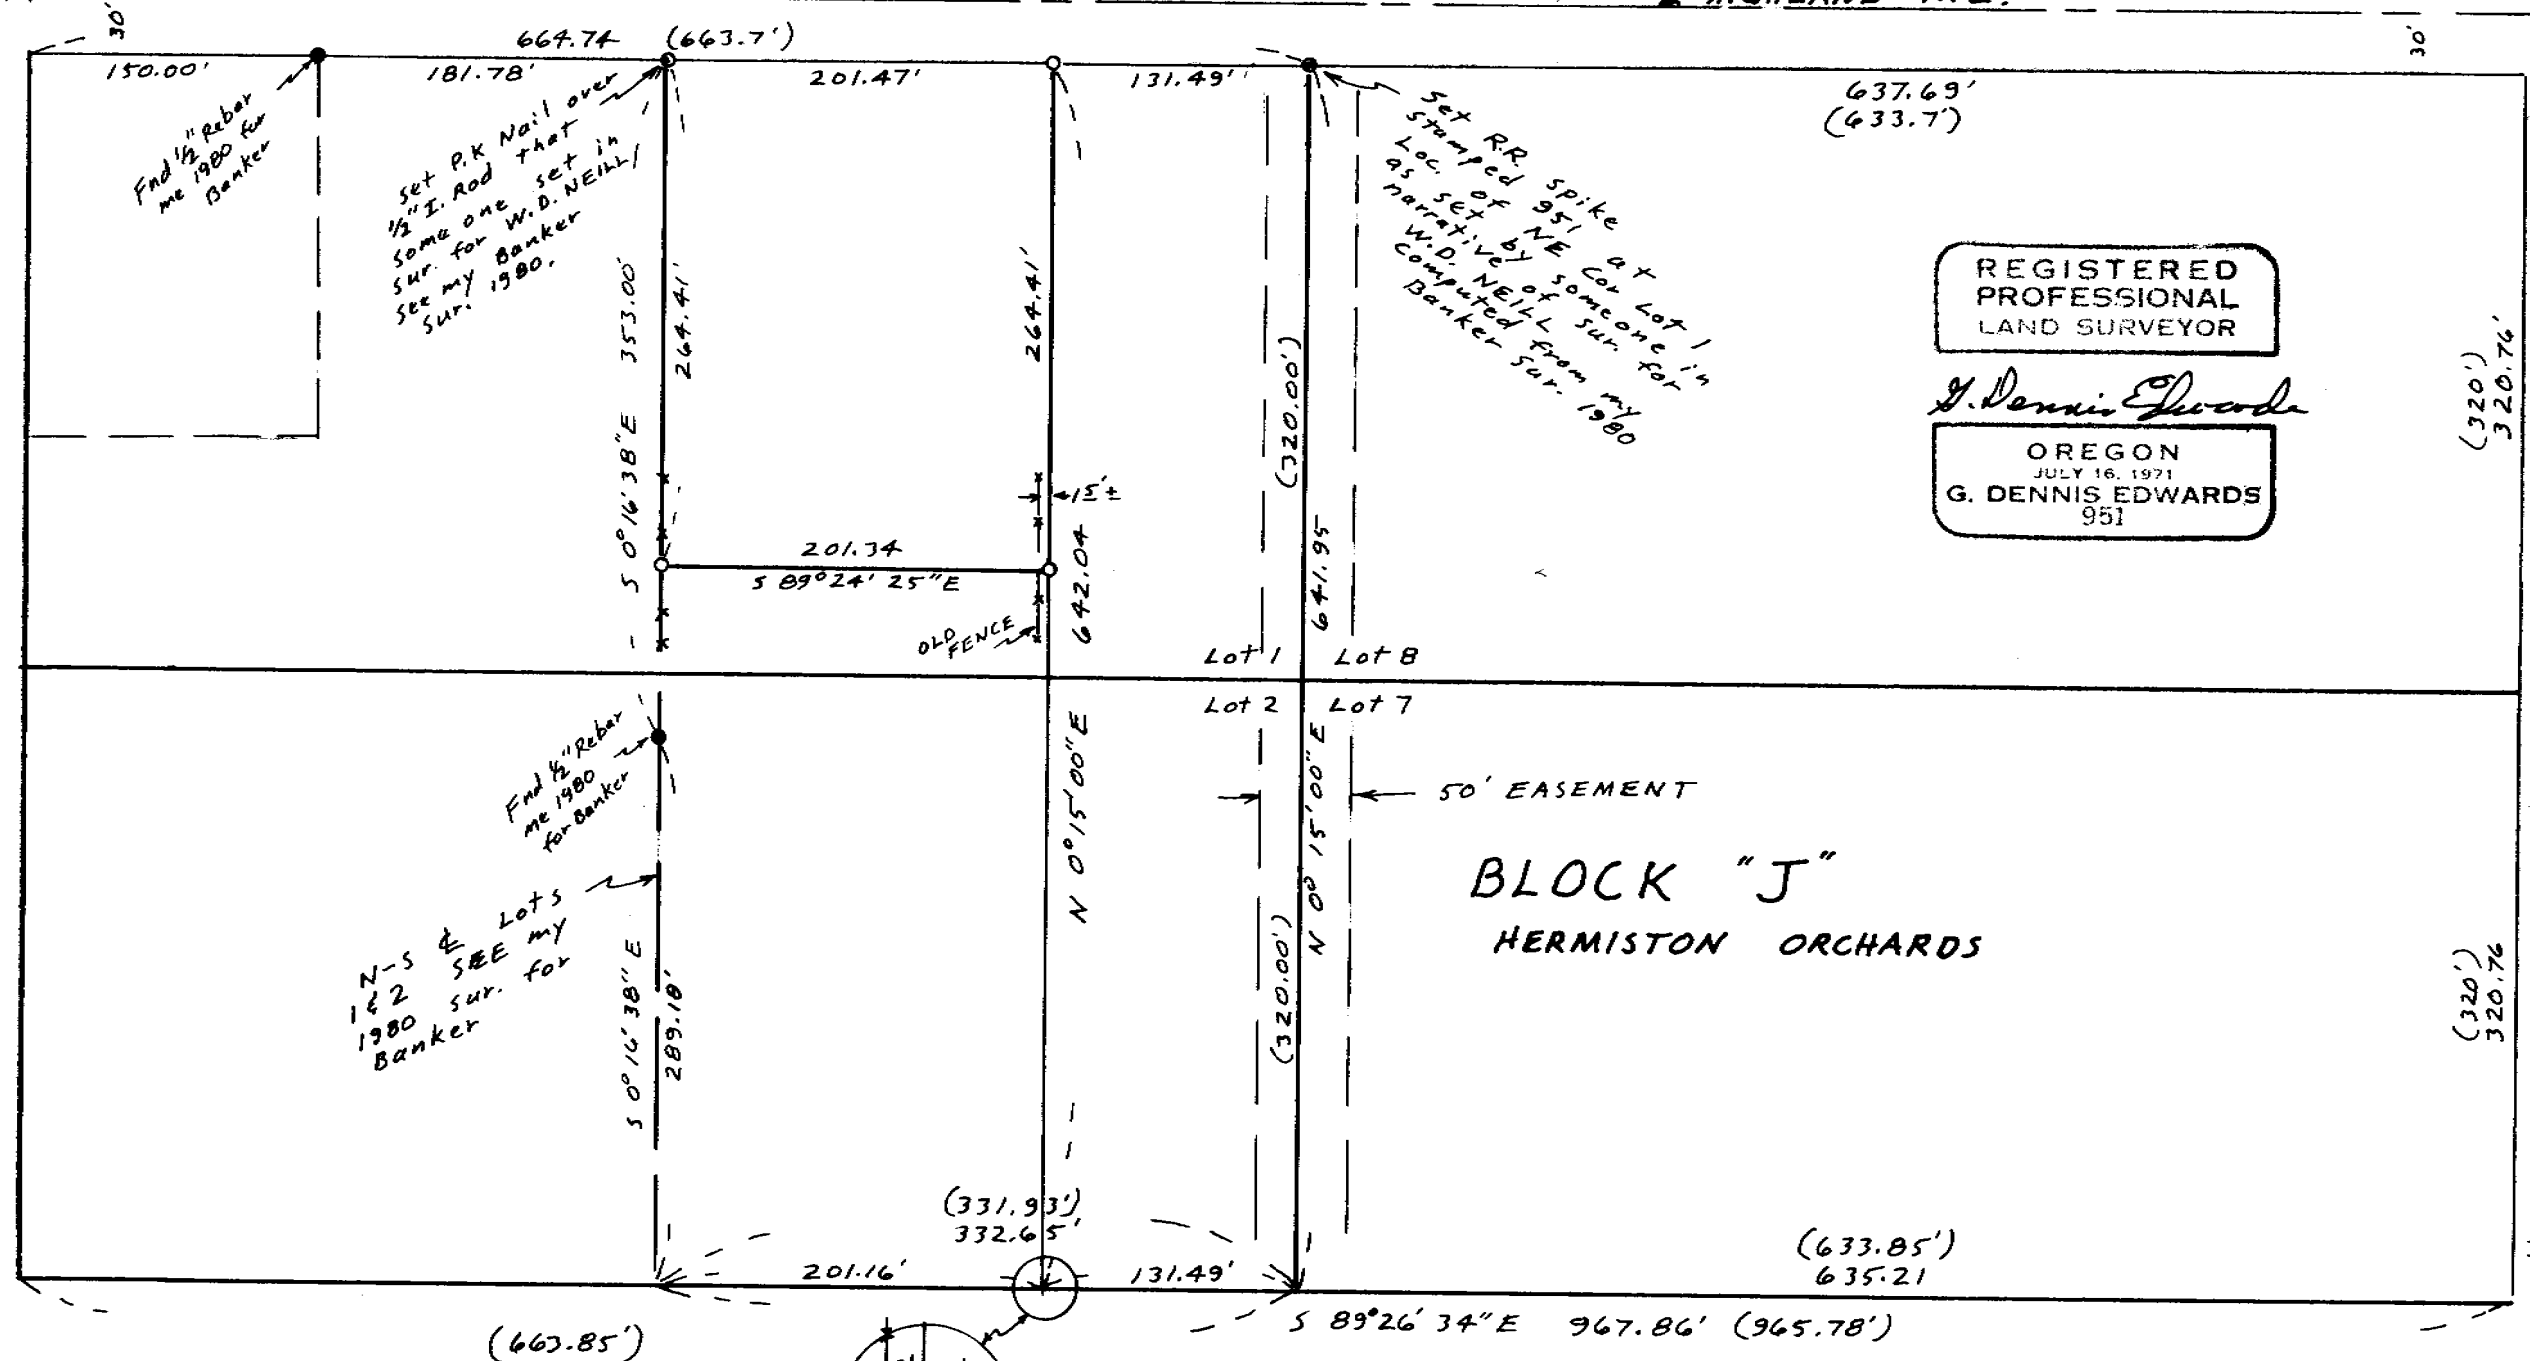 30'
664.74 (663.7')
30'
150.00'
181.78'
201.47'
131.49'
637.69'
(633.7')
Fnd ½" Rebar
me 1980 for
Banker
Set P.K Nail over
½" I. Rod that
some one set in
sur. for W.D. NEILL/
see my Banker
sur. 1980.
Set R.R. spike
stamped 951 at
Loc. of NE Cor Lot 1
as set by someone in
narrative of sur. for
W.D. NEILL
Computed from my
Banker sur. 1980
REGISTERED
PROFESSIONAL
LAND SURVEYOR
G. Dennis Edwards
OREGON
JULY 16, 1971
G. DENNIS EDWARDS
951
S 0° 16' 38" E 353.00'
264.41'
264.41'
(320.00')
(320')
320.76'
15'±
201.34
S 89° 24' 25" E
642.04
641.95
OLD
FENCE
Lot 1
Lot 8
Lot 2
Lot 7
Fnd ½" Rebar
me 1980
for Banker
N 0° 15' 00" E
N 0° 15' 00" E
50' EASEMENT
BLOCK "J"
HERMISTON ORCHARDS
N-S ℄ Lots
1 & 2 SEE my
1980 sur. for
Banker
S 0° 16' 38" E
289.18'
(320.00')
(320')
320.76
(331.93')
332.65'
201.16'
131.49'
(633.85')
635.21
S 89° 26' 34" E 967.86' (965.78')
(663.85')